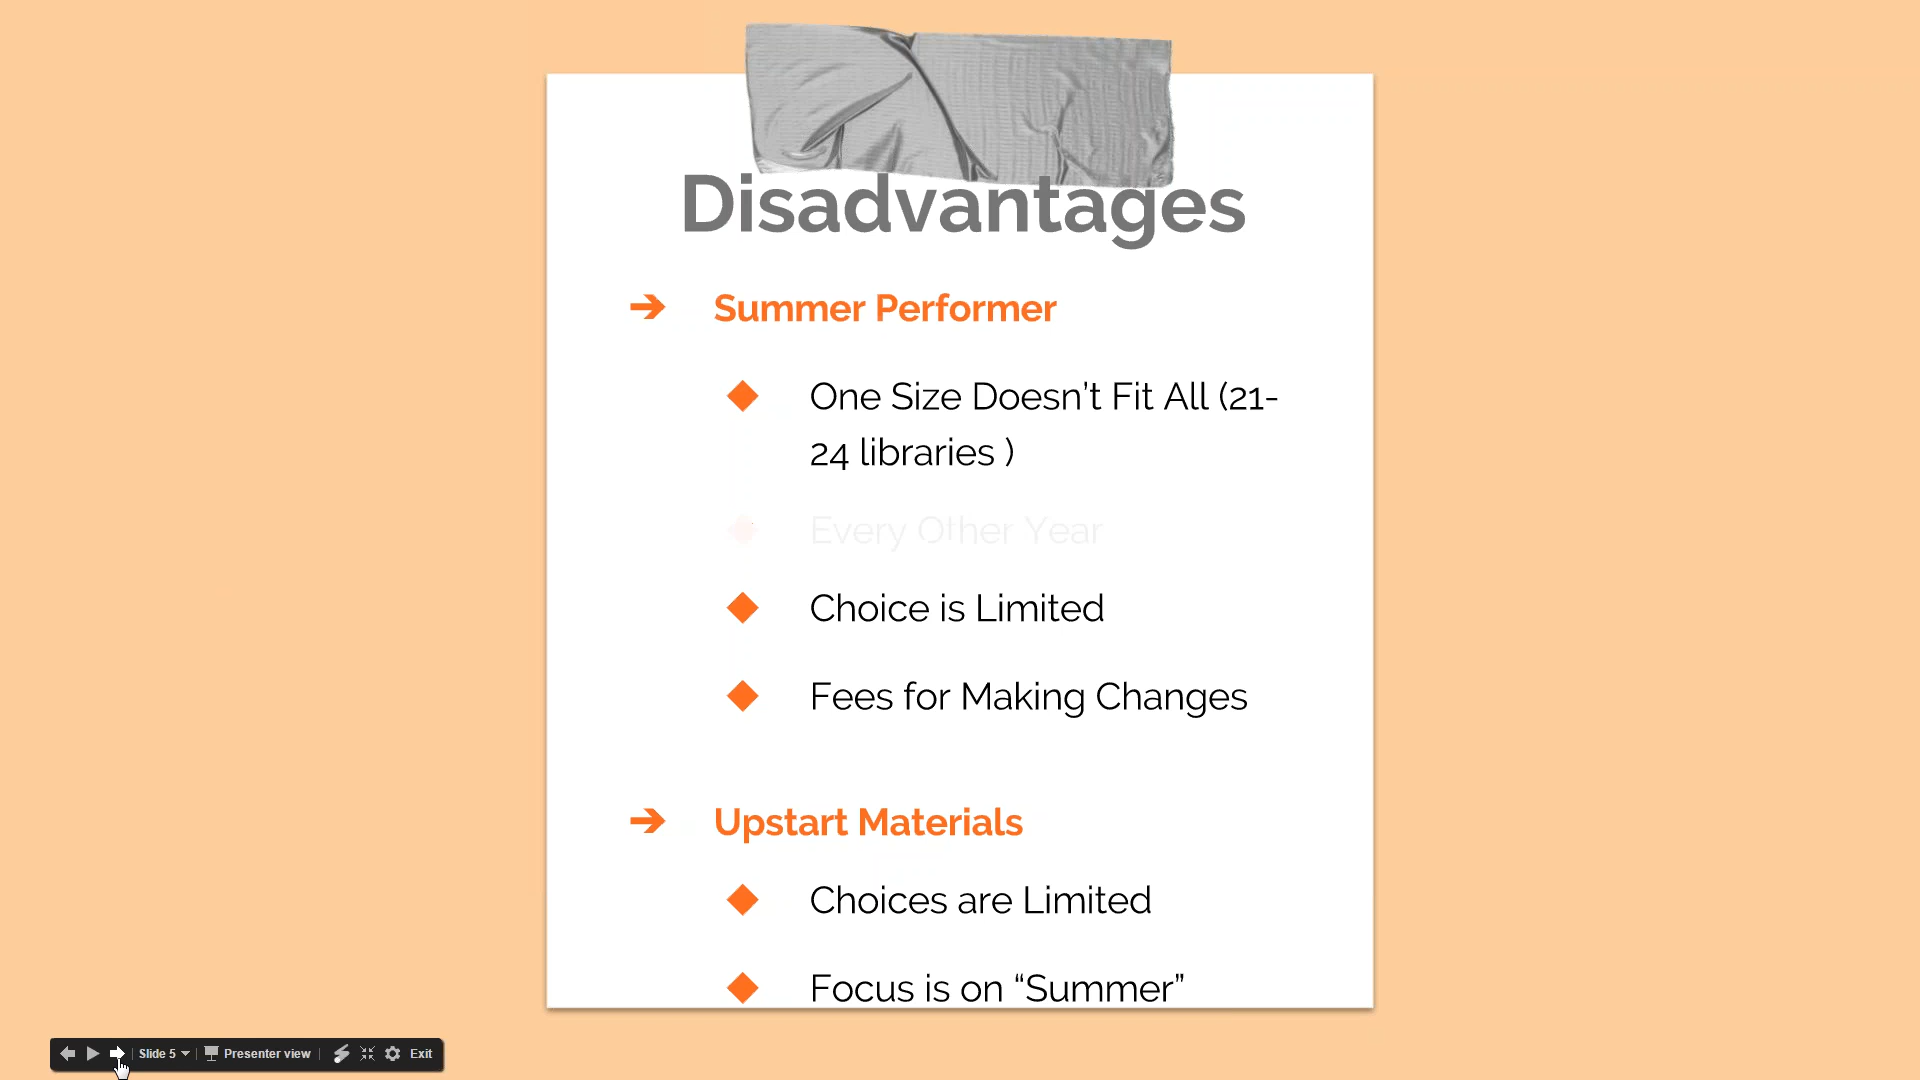 Disadvantages
➔ Summer Performer
◆ One Size Doesn’t Fit All (21-
24 libraries )
◆ Every Other Year
◆ Choice is Limited
◆ Fees for Making Changes
➔ Upstart Materials
◆ Choices are Limited
◆ Focus is on “Summer”
Slide 5 Presenter view Exit